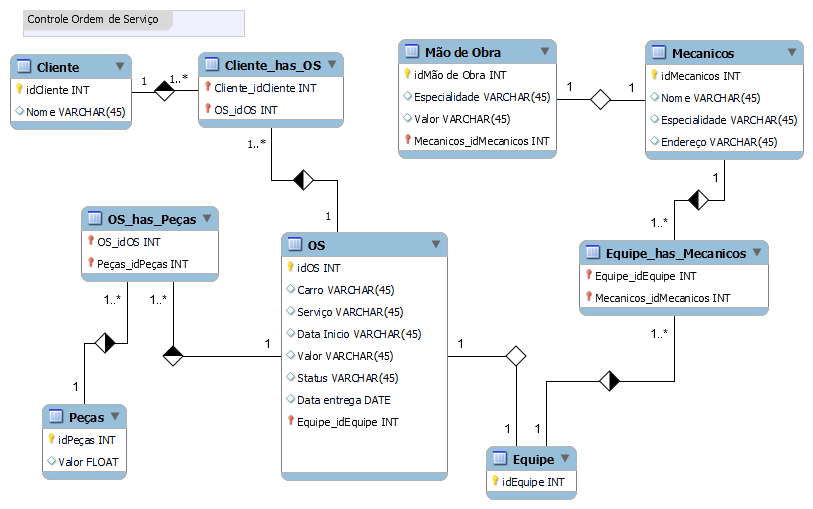 Controle Ordem de Serviço
Cliente
idCliente INT
Nome VARCHAR(45)
1
1..*
Cliente_has_OS
Cliente_idCliente INT
OS_idOS INT
1..*
1
Mão de Obra
idMão de Obra INT
Especialidade VARCHAR(45)
Valor VARCHAR(45)
Mecanicos_idMecanicos INT
1
1
Mecanicos
idMecanicos INT
Nome VARCHAR(45)
Especialidade VARCHAR(45)
Endereço VARCHAR(45)
1
1..*
OS_has_Peças
OS_idOS INT
Peças_idPeças INT
1..*
1..*
1
1
OS
idOS INT
Carro VARCHAR(45)
Serviço VARCHAR(45)
Data Inicio VARCHAR(45)
Valor VARCHAR(45)
Status VARCHAR(45)
Data entrega DATE
Equipe_idEquipe INT
1
1
Equipe_has_Mecanicos
Equipe_idEquipe INT
Mecanicos_idMecanicos INT
1..*
1
Peças
idPeças INT
Valor FLOAT
Equipe
idEquipe INT